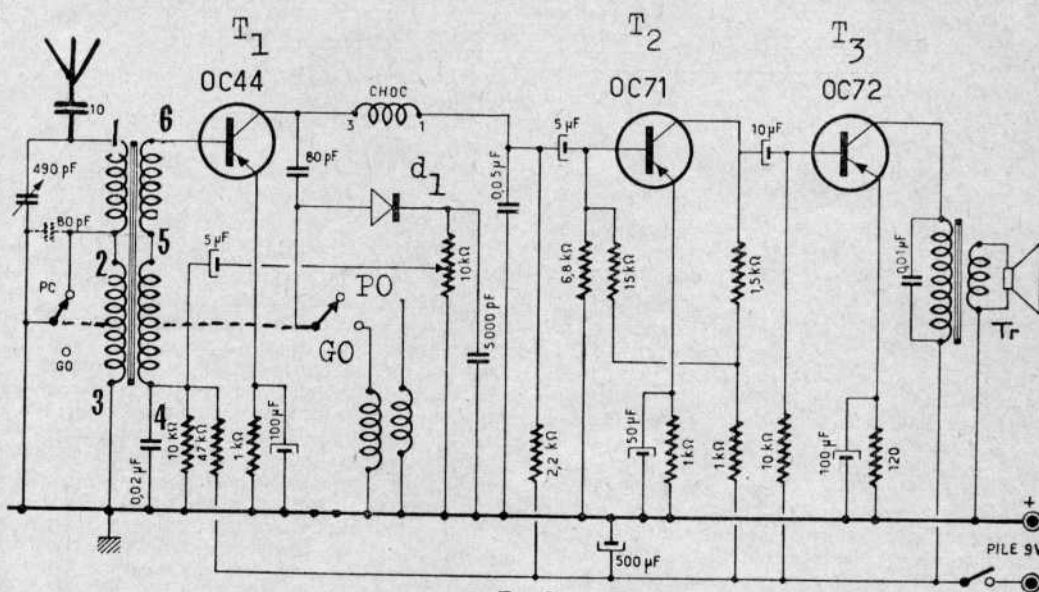 T1
T2
T3
OC44
OC71
OC72
10
1
6
CHOC
3
1
490 pF
80 pF
80 pF
5 µF
10 µF
d1
0,05 µF
5
2
5 µF
10 kΩ
6,8 kΩ
15 kΩ
1,5 kΩ
0,01 µF
PO
PO
GO
GO
5000 pF
Tr
3
4
0,02 µF
10 kΩ
47 kΩ
1 kΩ
100 µF
2,2 kΩ
50 µF
1 kΩ
1 kΩ
10 kΩ
100 µF
120
+
PILE 9V
500 µF